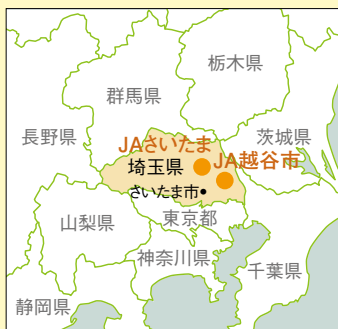 栃木県
群馬県
長野県
JAさいたま
茨城県
埼玉県
JA越谷市
さいたま市
山梨県
東京都
神奈川県
千葉県
静岡県